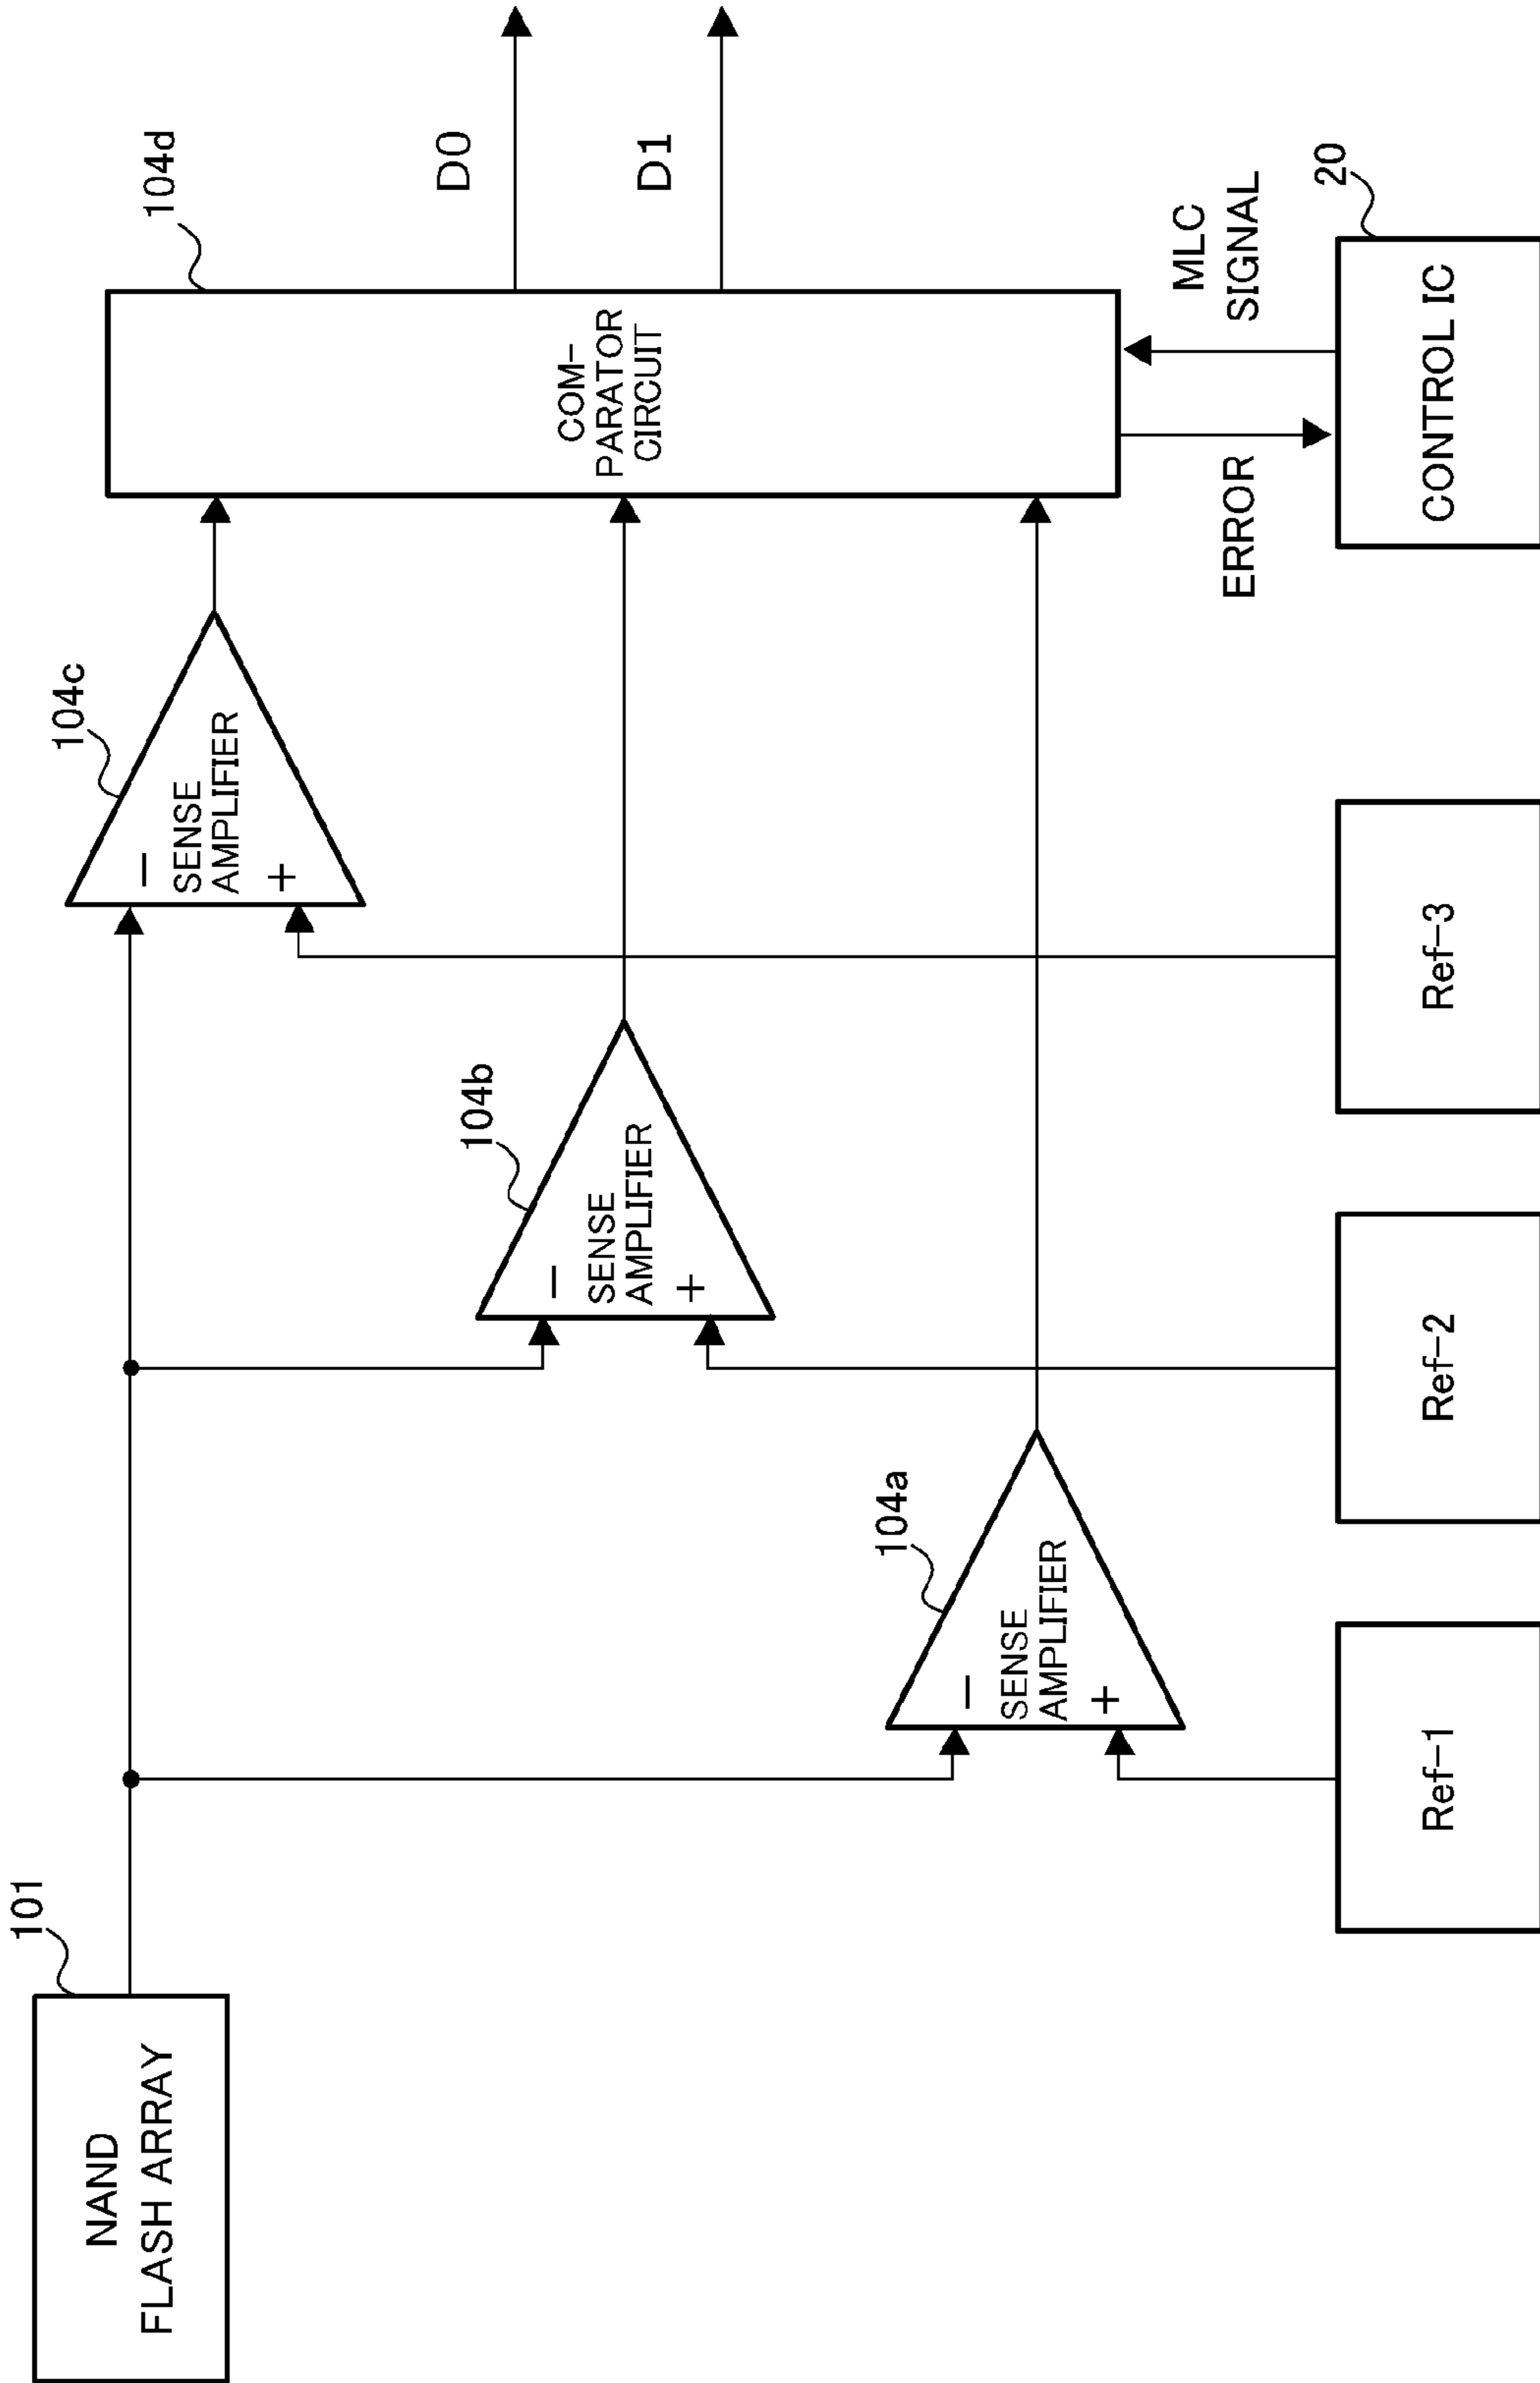 101
NAND
FLASH ARRAY
104c
−
SENSE
AMPLIFIER
+
104b
−
SENSE
AMPLIFIER
+
104a
−
SENSE
AMPLIFIER
+
104d
COM-
PARATOR
CIRCUIT
D0
D1
ERROR
MLC
SIGNAL
20
Ref-1
Ref-2
Ref-3
CONTROL IC